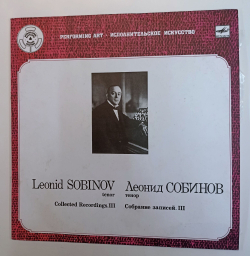 PERFORMING ART · ИСПОЛНИТЕЛЬСКОЕ ИСКУССТВО
Leonid SOBINOV
tenor
Collected Recordings.III
Леонид СОБИНОВ
тенор
Собрание записей.III